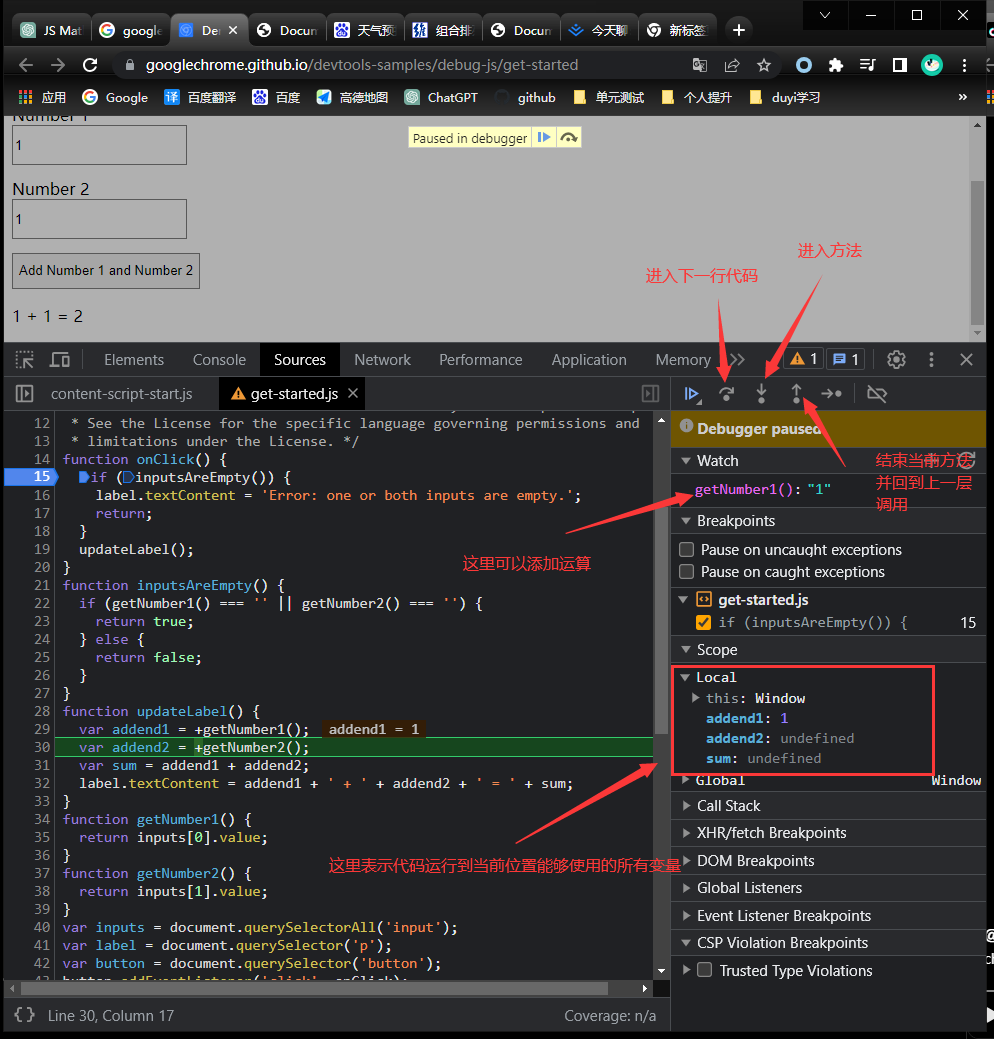 JS Mat
google
De
Docum
天气预
组合排
Docum
今天聊
新标签
googlechrome.github.io/devtools-samples/debug-js/get-started
应用
Google
百度翻译
百度
高德地图
ChatGPT
github
单元测试
个人提升
duyi学习
»
Number 1
1
Paused in debugger
Number 2
1
Add Number 1 and Number 2
1 + 1 = 2
进入方法
进入下一行代码
Elements
Console
Sources
Network
Performance
Application
Memory
1
1
content-script-start.js
get-started.js
12 * See the License for the specific language governing permissions and
13 * limitations under the License. */
14 function onClick() {
15 if (inputsAreEmpty()) {
16 label.textContent = 'Error: one or both inputs are empty.';
17 return;
18 }
19 updateLabel();
20 }
21 function inputsAreEmpty() {
22 if (getNumber1() === '' || getNumber2() === '') {
23 return true;
24 } else {
25 return false;
26 }
27 }
28 function updateLabel() {
29 var addend1 = +getNumber1(); addend1 = 1
30 var addend2 = +getNumber2();
31 var sum = addend1 + addend2;
32 label.textContent = addend1 + ' + ' + addend2 + ' = ' + sum;
33 }
34 function getNumber1() {
35 return inputs[0].value;
36 }
37 function getNumber2() {
38 return inputs[1].value;
39 }
40 var inputs = document.querySelectorAll('input');
41 var label = document.querySelector('p');
42 var button = document.querySelector('button');
43 button.addEventListener('click', onClick);
这里可以添加运算
这里表示代码运行到当前位置能够使用的所有变量
Debugger paused
Watch
getNumber1(): "1"
结束当前方法
并回到上一层
调用
Breakpoints
Pause on uncaught exceptions
Pause on caught exceptions
get-started.js
if (inputsAreEmpty()) { 15
Scope
Local
this: Window
addend1: 1
addend2: undefined
sum: undefined
Global Window
Call Stack
XHR/fetch Breakpoints
DOM Breakpoints
Global Listeners
Event Listener Breakpoints
CSP Violation Breakpoints
Trusted Type Violations
{ } Line 30, Column 17
Coverage: n/a